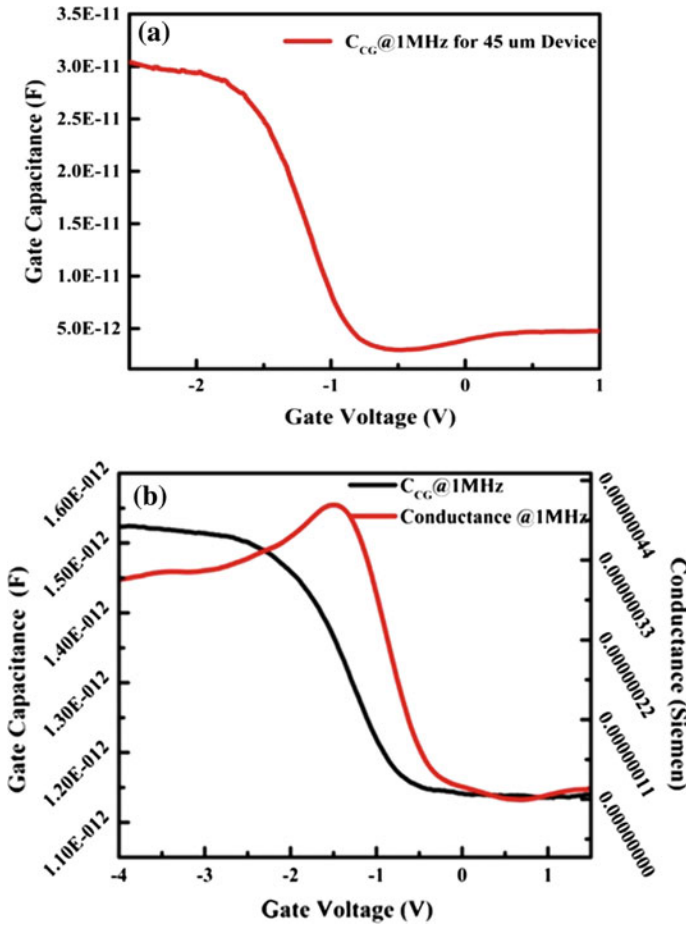 (a)
C_CG@1MHz for 45 um Device
3.5E-11
3.0E-11
2.5E-11
2.0E-11
1.5E-11
1.0E-11
5.0E-12
Gate Capacitance (F)
-2 -1 0 1
Gate Voltage (V)
(b)
C_CG@1MHz
Conductance @1MHz
1.60E-012
1.50E-012
1.40E-012
1.30E-012
1.20E-012
1.10E-012
Gate Capacitance (F)
0.00000044
0.00000033
0.00000022
0.00000011
0.00000000
Conductance (Siemen)
-4 -3 -2 -1 0 1
Gate Voltage (V)